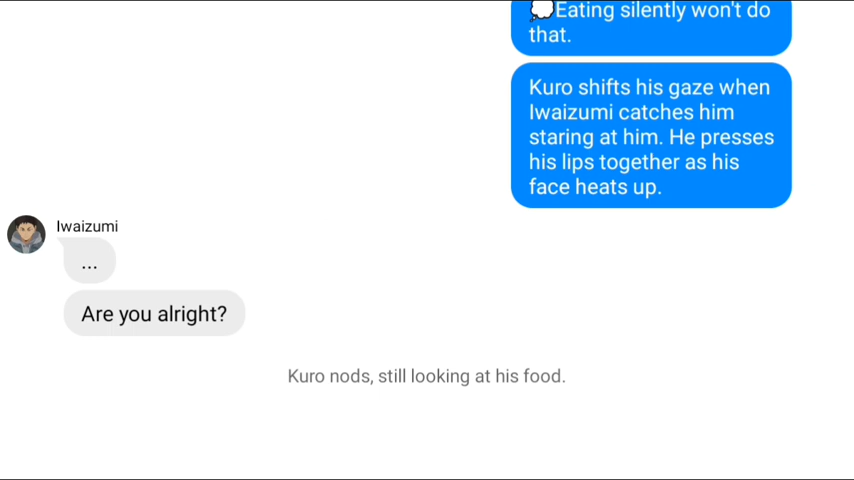 Eating silently won't do
that.
Kuro shifts his gaze when
Iwaizumi catches him
staring at him. He presses
his lips together as his
face heats up.
Iwaizumi
...
Are you alright?
Kuro nods, still looking at his food.